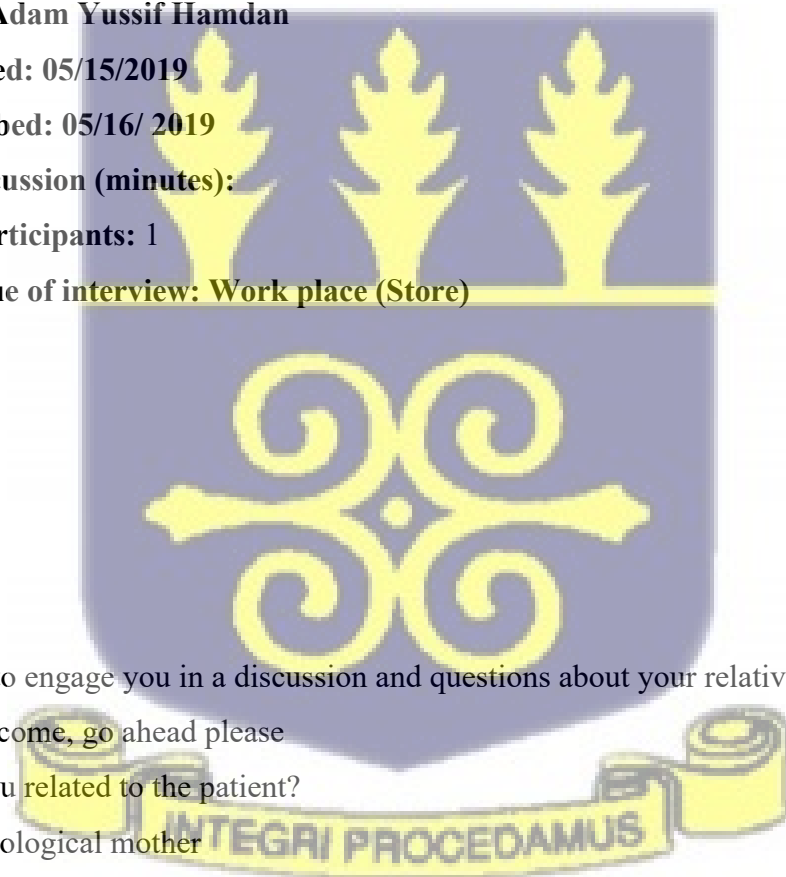 Adam Yussif Hamdan
ed: 05/15/2019
bed: 05/16/ 2019
cussion (minutes):
rticipants: 1
ue of interview: Work place (Store)
o engage you in a discussion and questions about your relativ
come, go ahead please
u related to the patient?
ological mother
INTEGRI PROCEDAMUS